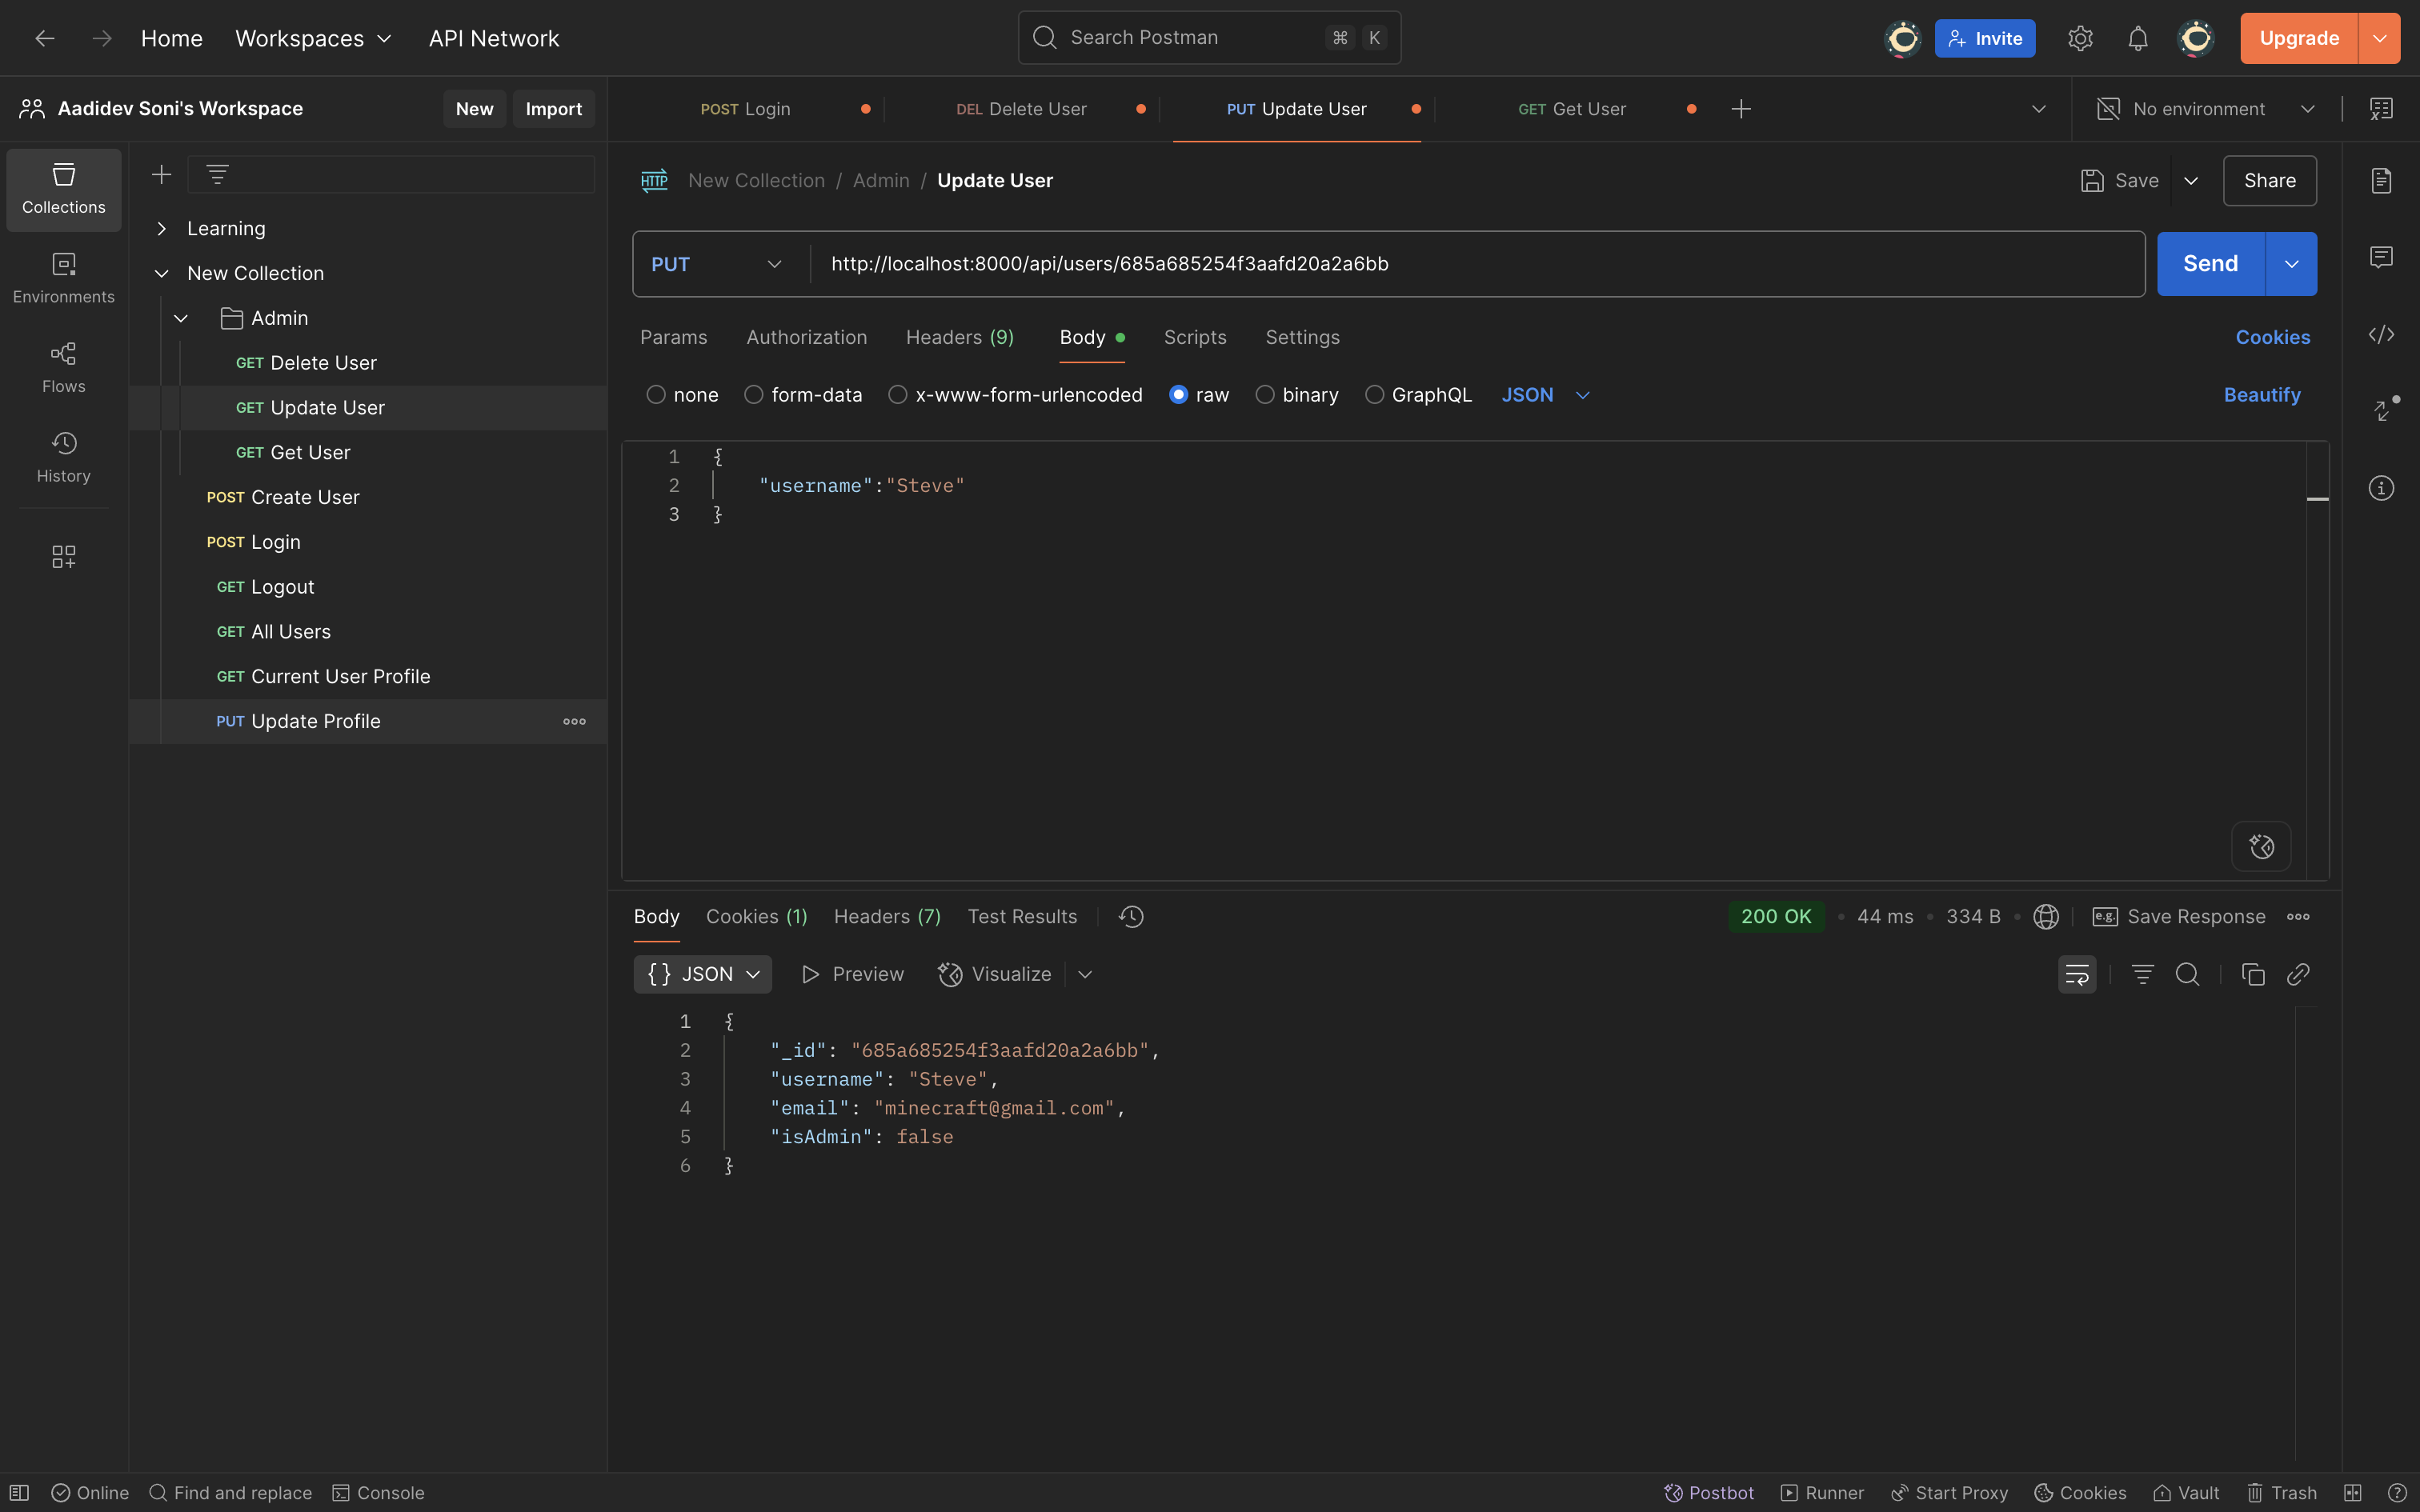 Home Workspaces API Network Search Postman ⌘ K Invite Upgrade
Aadidev Soni's Workspace New Import POST Login DEL Delete User PUT Update User GET Get User No environment
Collections
Environments
Flows
History
Learning
New Collection
Admin
GET Delete User
GET Update User
GET Get User
POST Create User
POST Login
GET Logout
GET All Users
GET Current User Profile
PUT Update Profile
HTTP New Collection / Admin / Update User Save Share
PUT http://localhost:8000/api/users/685a685254f3aafd20a2a6bb Send
Params Authorization Headers (9) Body Scripts Settings Cookies
none form-data x-www-form-urlencoded raw binary GraphQL JSON Beautify
1 {
2 "username":"Steve"
3 }
Body Cookies (1) Headers (7) Test Results 200 OK • 44 ms • 334 B • e.g. Save Response
{} JSON Preview Visualize
1 {
2 "_id": "685a685254f3aafd20a2a6bb",
3 "username": "Steve",
4 "email": "minecraft@gmail.com",
5 "isAdmin": false
6 }
Online Find and replace Console Postbot Runner Start Proxy Cookies Vault Trash